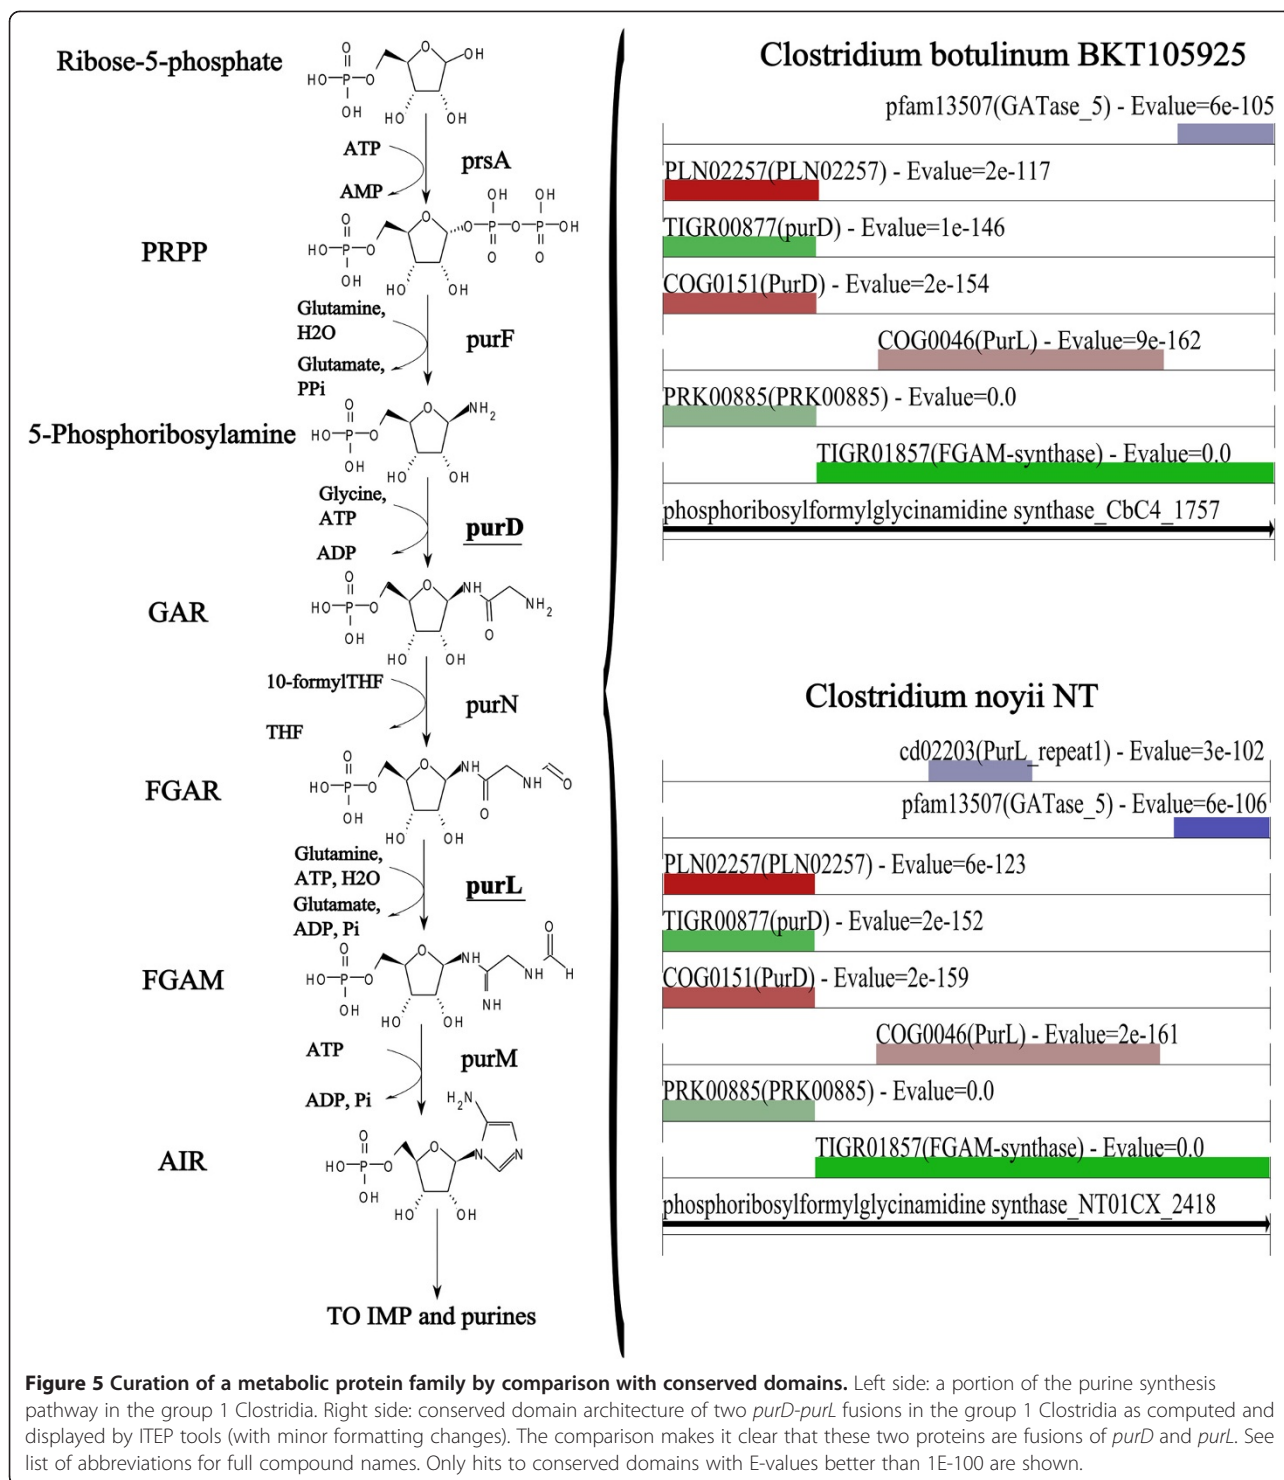 Ribose-5-phosphate
ATP
AMP
prsA
PRPP
Glutamine,
H2O
Glutamate,
PPi
purF
5-Phosphoribosylamine
Glycine,
ATP
ADP
purD
GAR
10-formylTHF
THF
purN
FGAR
Glutamine,
ATP, H2O
Glutamate,
ADP, Pi
purL
FGAM
ATP
ADP, Pi
purM
AIR
TO IMP and purines
Clostridium botulinum BKT105925
pfam13507(GATase_5) - Evalue=6e-105
PLN02257(PLN02257) - Evalue=2e-117
TIGR00877(purD) - Evalue=1e-146
COG0151(PurD) - Evalue=2e-154
COG0046(PurL) - Evalue=9e-162
PRK00885(PRK00885) - Evalue=0.0
TIGR01857(FGAM-synthase) - Evalue=0.0
phosphoribosylformylglycinamidine synthase_CbC4_1757
Clostridium noyii NT
cd02203(PurL_repeat1) - Evalue=3e-102
pfam13507(GATase_5) - Evalue=6e-106
PLN02257(PLN02257) - Evalue=6e-123
TIGR00877(purD) - Evalue=2e-152
COG0151(PurD) - Evalue=2e-159
COG0046(PurL) - Evalue=2e-161
PRK00885(PRK00885) - Evalue=0.0
TIGR01857(FGAM-synthase) - Evalue=0.0
phosphoribosylformylglycinamidine synthase_NT01CX_2418
Figure 5 Curation of a metabolic protein family by comparison with conserved domains. Left side: a portion of the purine synthesis
pathway in the group 1 Clostridia. Right side: conserved domain architecture of two purD-purL fusions in the group 1 Clostridia as computed and
displayed by ITEP tools (with minor formatting changes). The comparison makes it clear that these two proteins are fusions of purD and purL. See
list of abbreviations for full compound names. Only hits to conserved domains with E-values better than 1E-100 are shown.